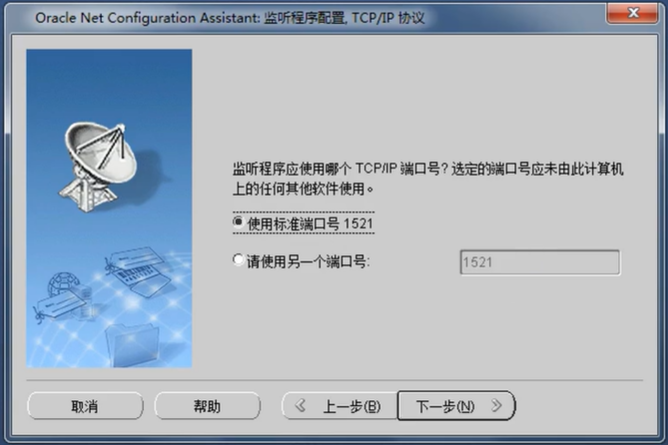 Oracle Net Configuration Assistant: 监听程序配置, TCP/IP 协议
监听程序应使用哪个 TCP/IP 端口号? 选定的端口号应未由此计算机
上的任何其他软件使用。
使用标准端口号 1521
请使用另一个端口号: 1521
取消 帮助 上一步(B) 下一步(N)